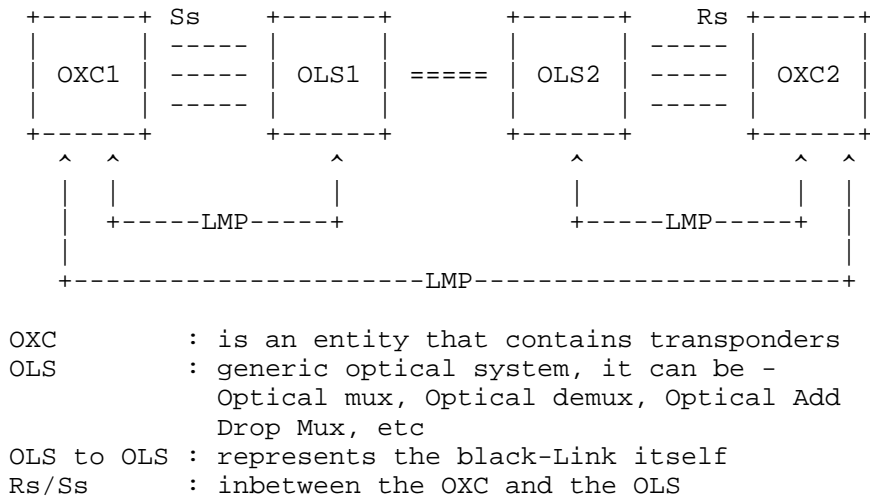 +------+ Ss    +------+       +------+    Rs +------+
|      | ----- |      |       |      | ----- |      |
| OXC1 | ----- | OLS1 | ===== | OLS2 | ----- | OXC2 |
|      | ----- |      |       |      | ----- |      |
+------+       +------+       +------+       +------+
  ^  ^             ^              ^             ^  ^
  |  |             |              |             |  |
  |  +-----LMP-----+              +-----LMP-----+  |
  |                                                |
  +----------------------LMP-----------------------+
OXC        : is an entity that contains transponders
OLS        : generic optical system, it can be -
             Optical mux, Optical demux, Optical Add
             Drop Mux, etc
OLS to OLS : represents the black-Link itself
Rs/Ss      : inbetween the OXC and the OLS